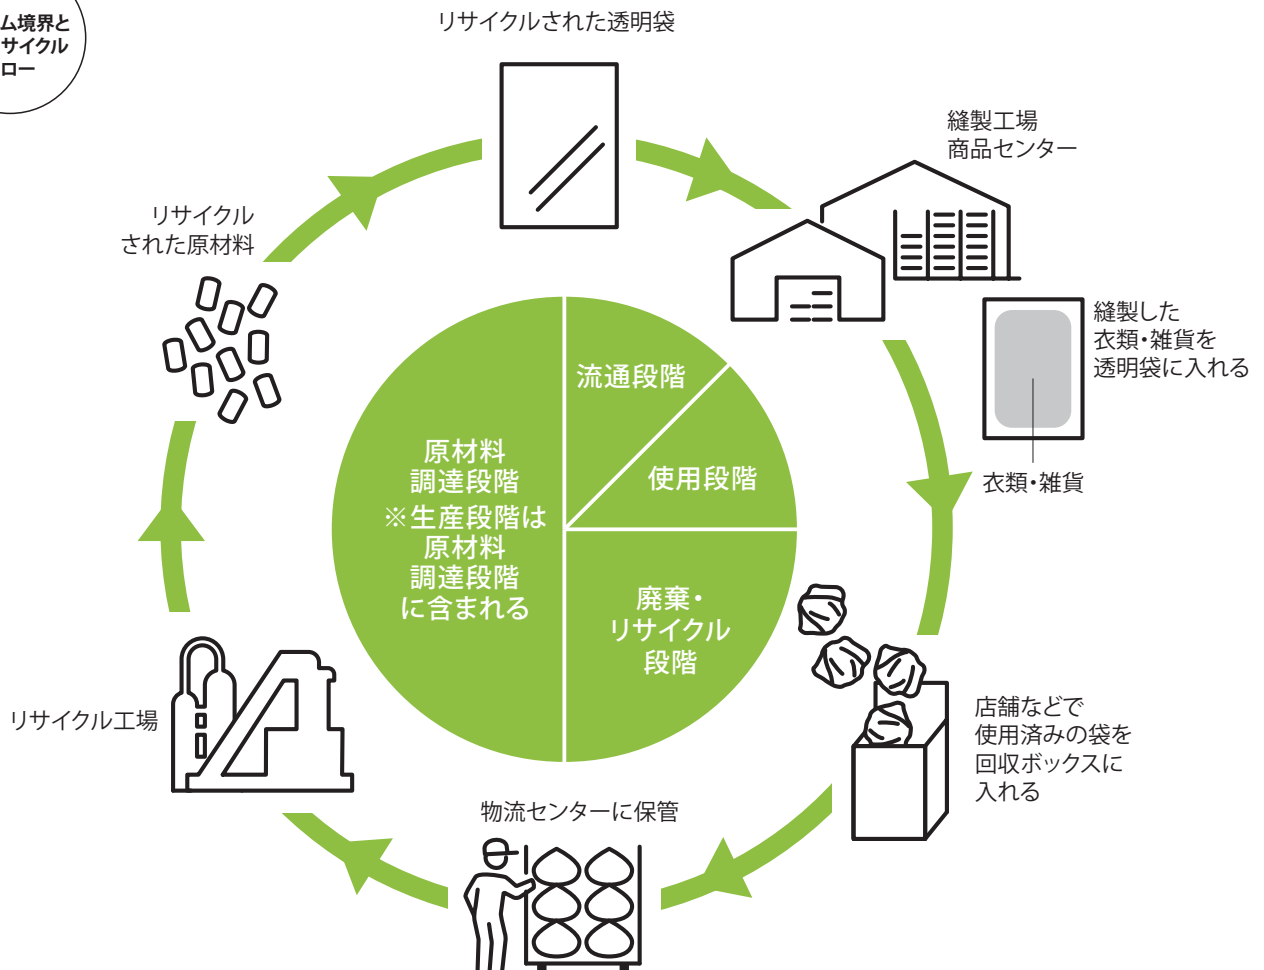 ム境界と
サイクル
ロー
リサイクルされた透明袋
縫製工場
商品センター
縫製した
衣類・雑貨を
透明袋に入れる
衣類・雑貨
店舗などで
使用済みの袋を
回収ボックスに
入れる
物流センターに保管
リサイクル工場
リサイクル
された原材料
流通段階
使用段階
廃棄・
リサイクル
段階
原材料
調達段階
※生産段階は
原材料
調達段階
に含まれる